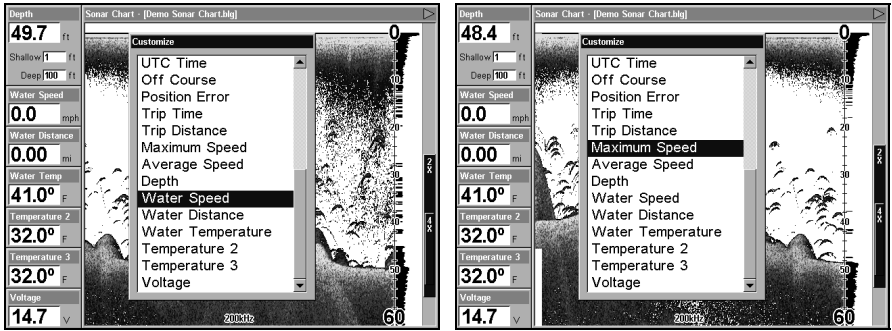 Depth
49.7 ft
Shallow 1 ft
Deep 100 ft
Water Speed
0.0 mph
Water Distance
0.00 mi
Water Temp
41.0º F
Temperature 2
32.0º F
Temperature 3
32.0º F
Voltage
14.7 V
Sonar Chart - [Demo Sonar Chart.blg]
Customize
UTC Time
Off Course
Position Error
Trip Time
Trip Distance
Maximum Speed
Average Speed
Depth
Water Speed
Water Distance
Water Temperature
Temperature 2
Temperature 3
Voltage
0
10
20
30
40
50
60
2X
4X
200kHz
Depth
48.4 ft
Shallow 1 ft
Deep 100 ft
Water Speed
0.0 mph
Water Distance
0.00 mi
Water Temp
41.0º F
Temperature 2
32.0º F
Temperature 3
32.0º F
Voltage
14.7 V
Sonar Chart - [Demo Sonar Chart.blg]
Customize
UTC Time
Off Course
Position Error
Trip Time
Trip Distance
Maximum Speed
Average Speed
Depth
Water Speed
Water Distance
Water Temperature
Temperature 2
Temperature 3
Voltage
0
10
20
30
40
50
60
2X
4X
200kHz